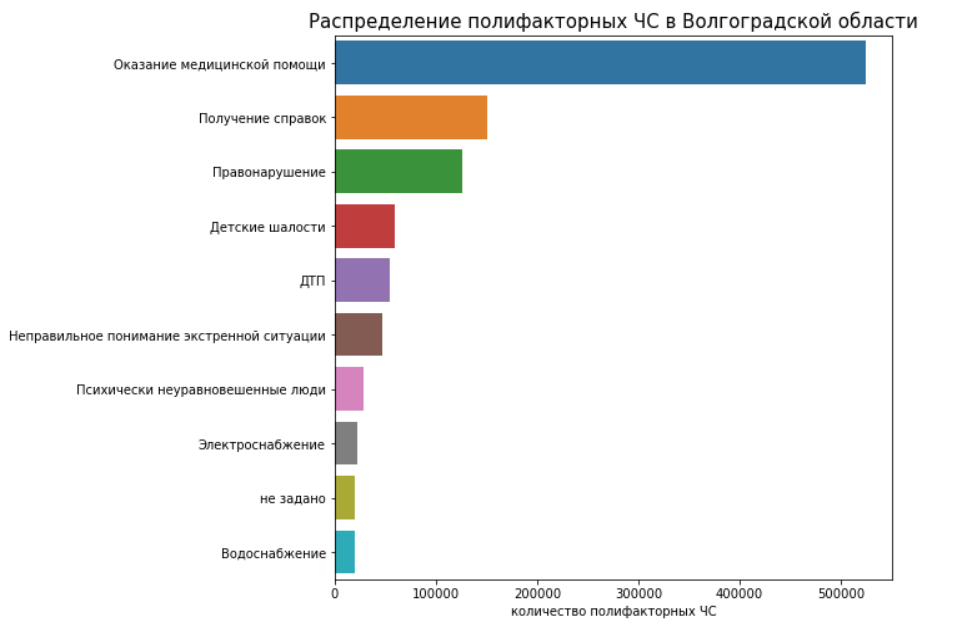 Распределение полифакторных ЧС в Волгоградской области
Оказание медицинской помощи
Получение справок
Правонарушение
Детские шалости
ДТП
Неправильное понимание экстренной ситуации
Психически неуравновешенные люди
Электроснабжение
не задано
Водоснабжение
0 100000 200000 300000 400000 500000
количество полифакторных ЧС